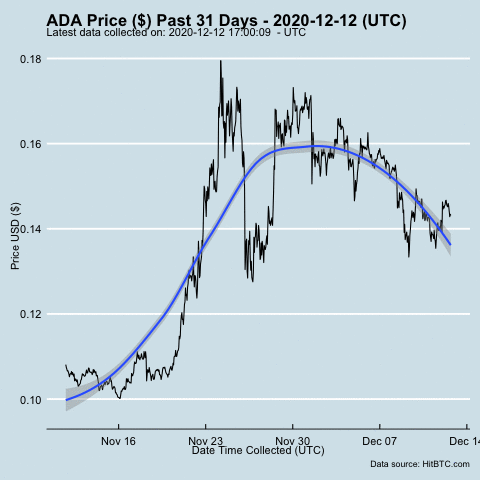 ADA Price ($) Past 31 Days - 2020-12-12 (UTC)
Latest data collected on: 2020-12-12 17:00:09 - UTC
0.18
0.16
0.14
0.12
0.10
Price USD ($)
Nov 16 Nov 23 Nov 30 Dec 07 Dec 14
Date Time Collected (UTC)
Data source: HitBTC.com